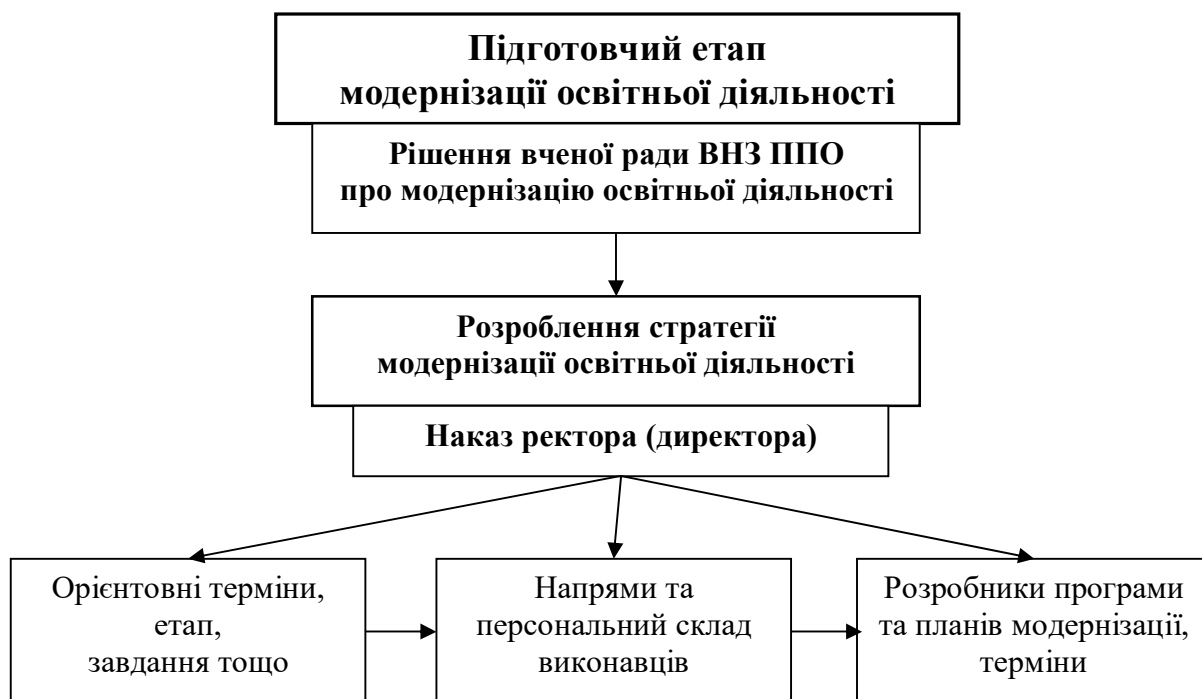 Підготовчий етап
модернізації освітньої діяльності
Рішення вченої ради ВНЗ ППО
про модернізацію освітньої діяльності
Розроблення стратегії
модернізації освітньої діяльності
Наказ ректора (директора)
Орієнтовні терміни,
етап,
завдання тощо
Напрями та
персональний склад
виконавців
Розробники програми
та планів модернізації,
терміни